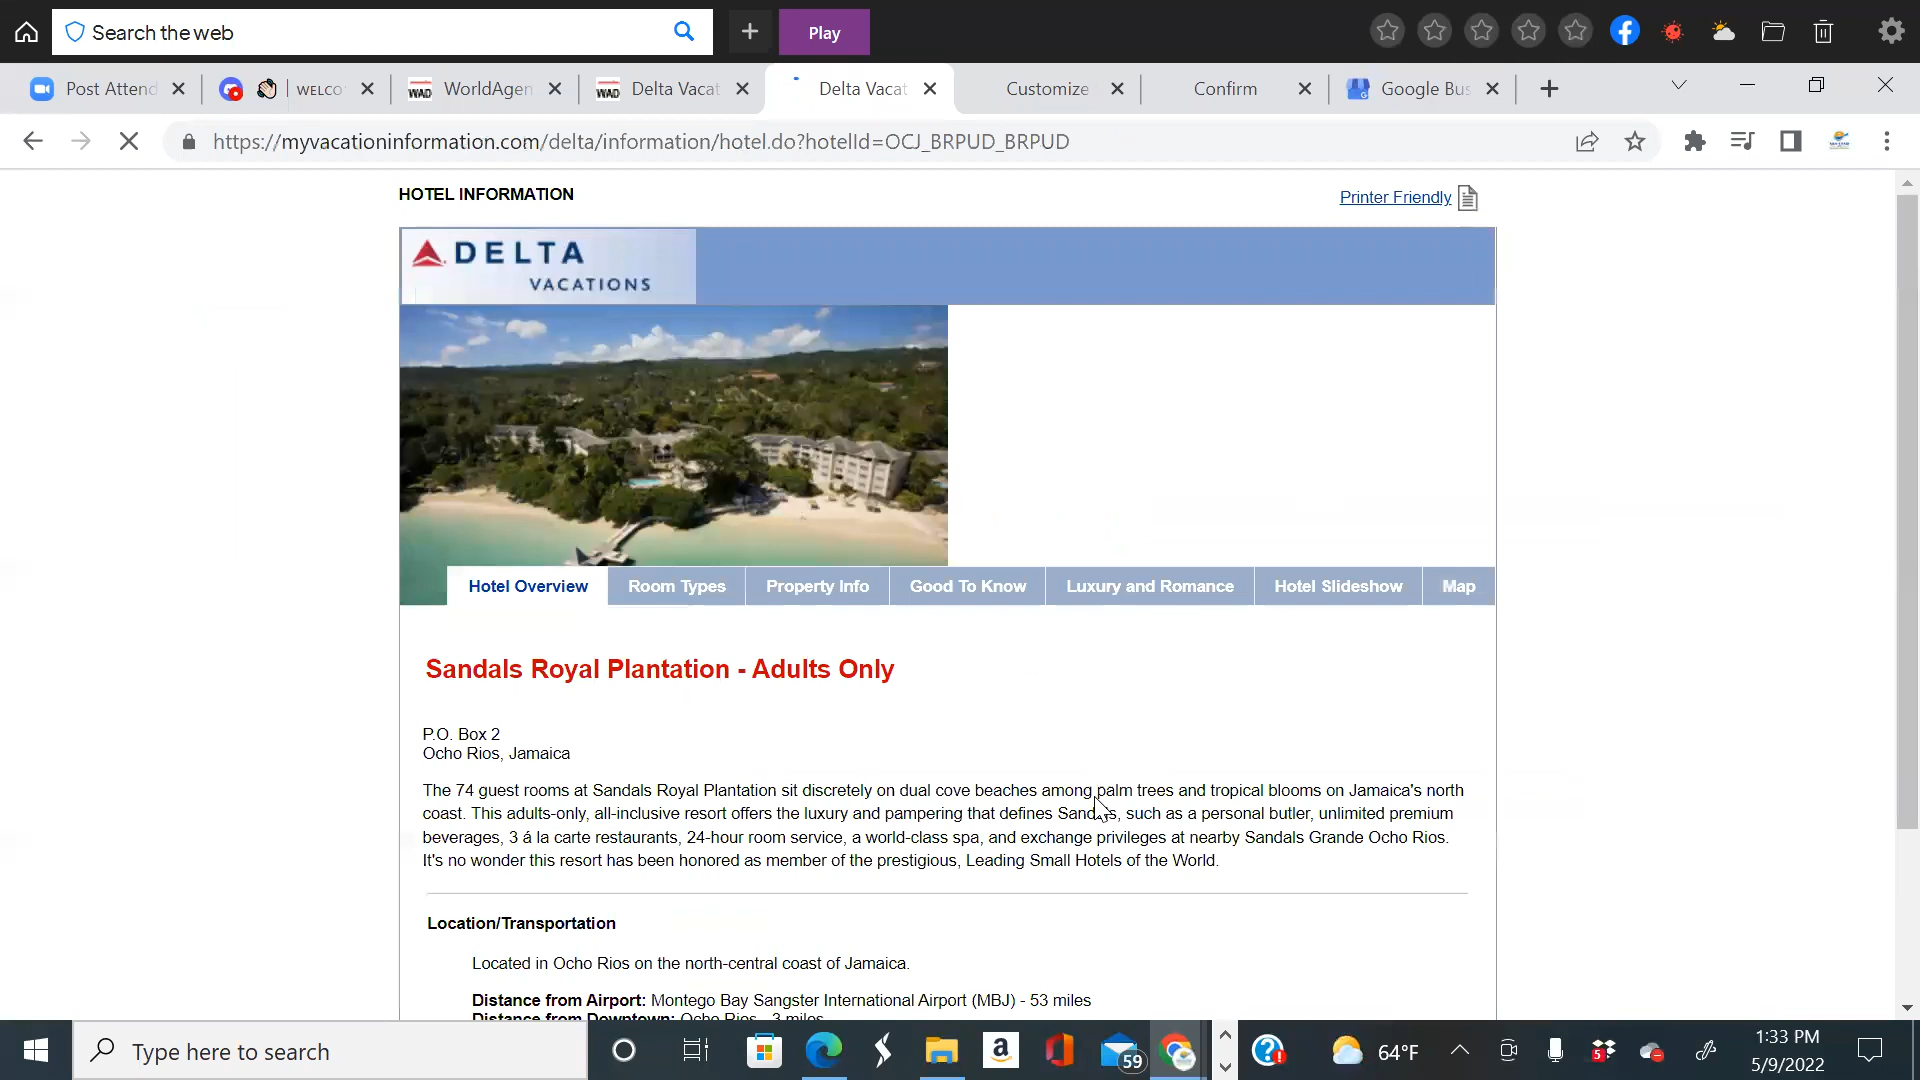 Search the web
Play
Post Attend
WELCO
WorldAgen
Delta Vacat
Delta Vacat
Customize
Confirm
Google Bus
https://myvacationinformation.com/delta/information/hotel.do?hotelId=OCJ_BRPUD_BRPUD
HOTEL INFORMATION
Printer Friendly
DELTA
VACATIONS
Hotel Overview
Room Types
Property Info
Good To Know
Luxury and Romance
Hotel Slideshow
Map
Sandals Royal Plantation - Adults Only
P.O. Box 2
Ocho Rios, Jamaica
The 74 guest rooms at Sandals Royal Plantation sit discretely on dual cove beaches among palm trees and tropical blooms on Jamaica's north
coast. This adults-only, all-inclusive resort offers the luxury and pampering that defines Sandals, such as a personal butler, unlimited premium
beverages, 3 á la carte restaurants, 24-hour room service, a world-class spa, and exchange privileges at nearby Sandals Grande Ocho Rios.
It's no wonder this resort has been honored as member of the prestigious, Leading Small Hotels of the World.
Location/Transportation
Located in Ocho Rios on the north-central coast of Jamaica.
Distance from Airport: Montego Bay Sangster International Airport (MBJ) - 53 miles
Distance from Downtown: Ocho Rios - 3 miles
Type here to search
59
64°F
5
1:33 PM
5/9/2022